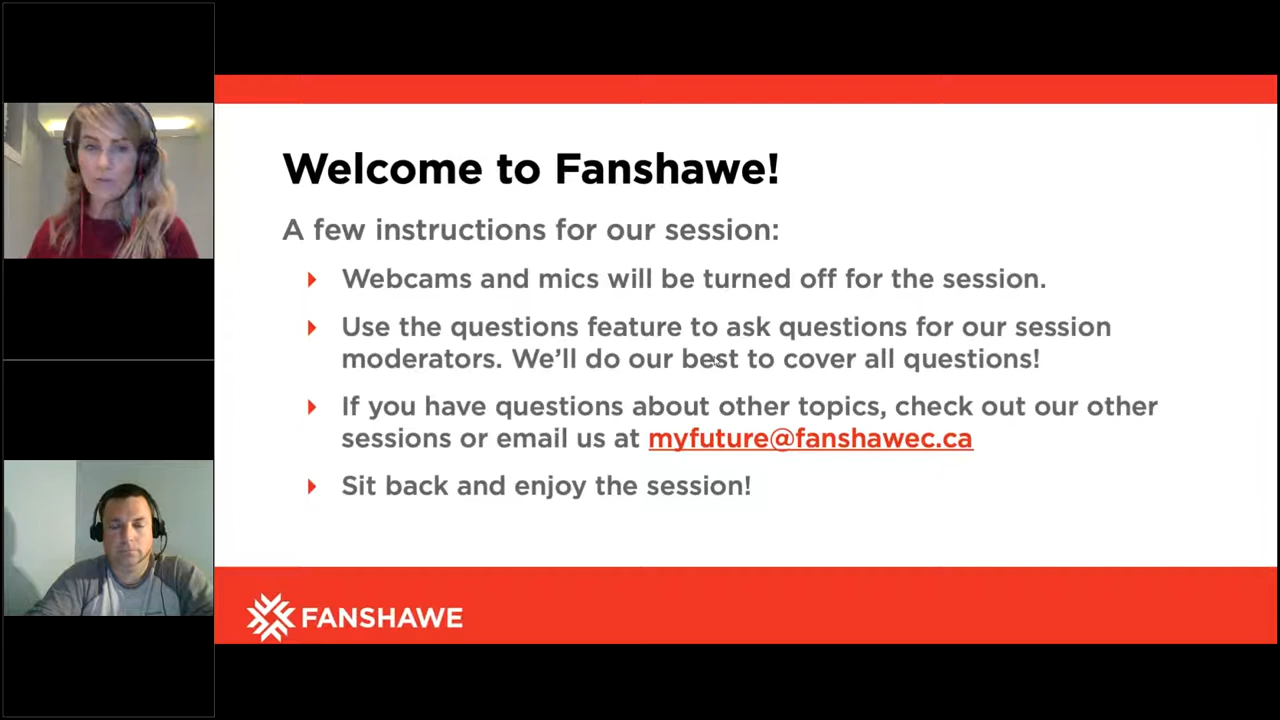 Welcome to Fanshawe!
A few instructions for our session:
Webcams and mics will be turned off for the session.
Use the questions feature to ask questions for our session
moderators. We’ll do our best to cover all questions!
If you have questions about other topics, check out our other
sessions or email us at myfuture@fanshawec.ca
Sit back and enjoy the session!
FANSHAWE